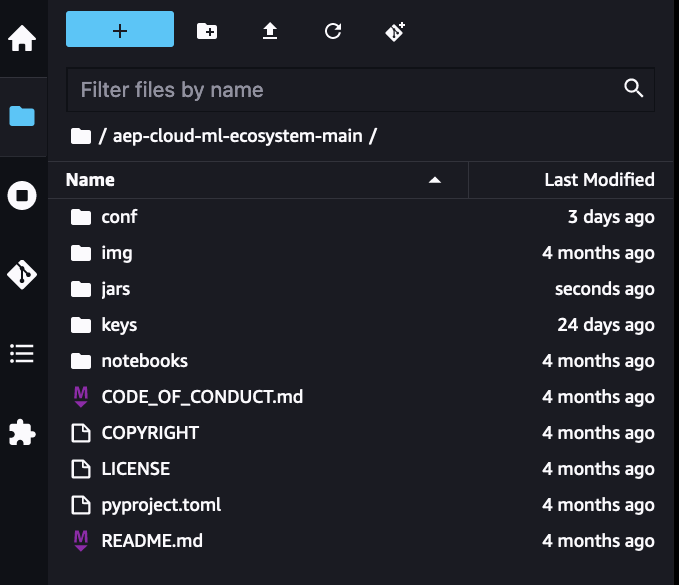 Filter files by name
/ aep-cloud-ml-ecosystem-main /
Name Last Modified
conf 3 days ago
img 4 months ago
jars seconds ago
keys 24 days ago
notebooks 4 months ago
M CODE_OF_CONDUCT.md 4 months ago
COPYRIGHT 4 months ago
LICENSE 4 months ago
pyproject.toml 4 months ago
M README.md 4 months ago